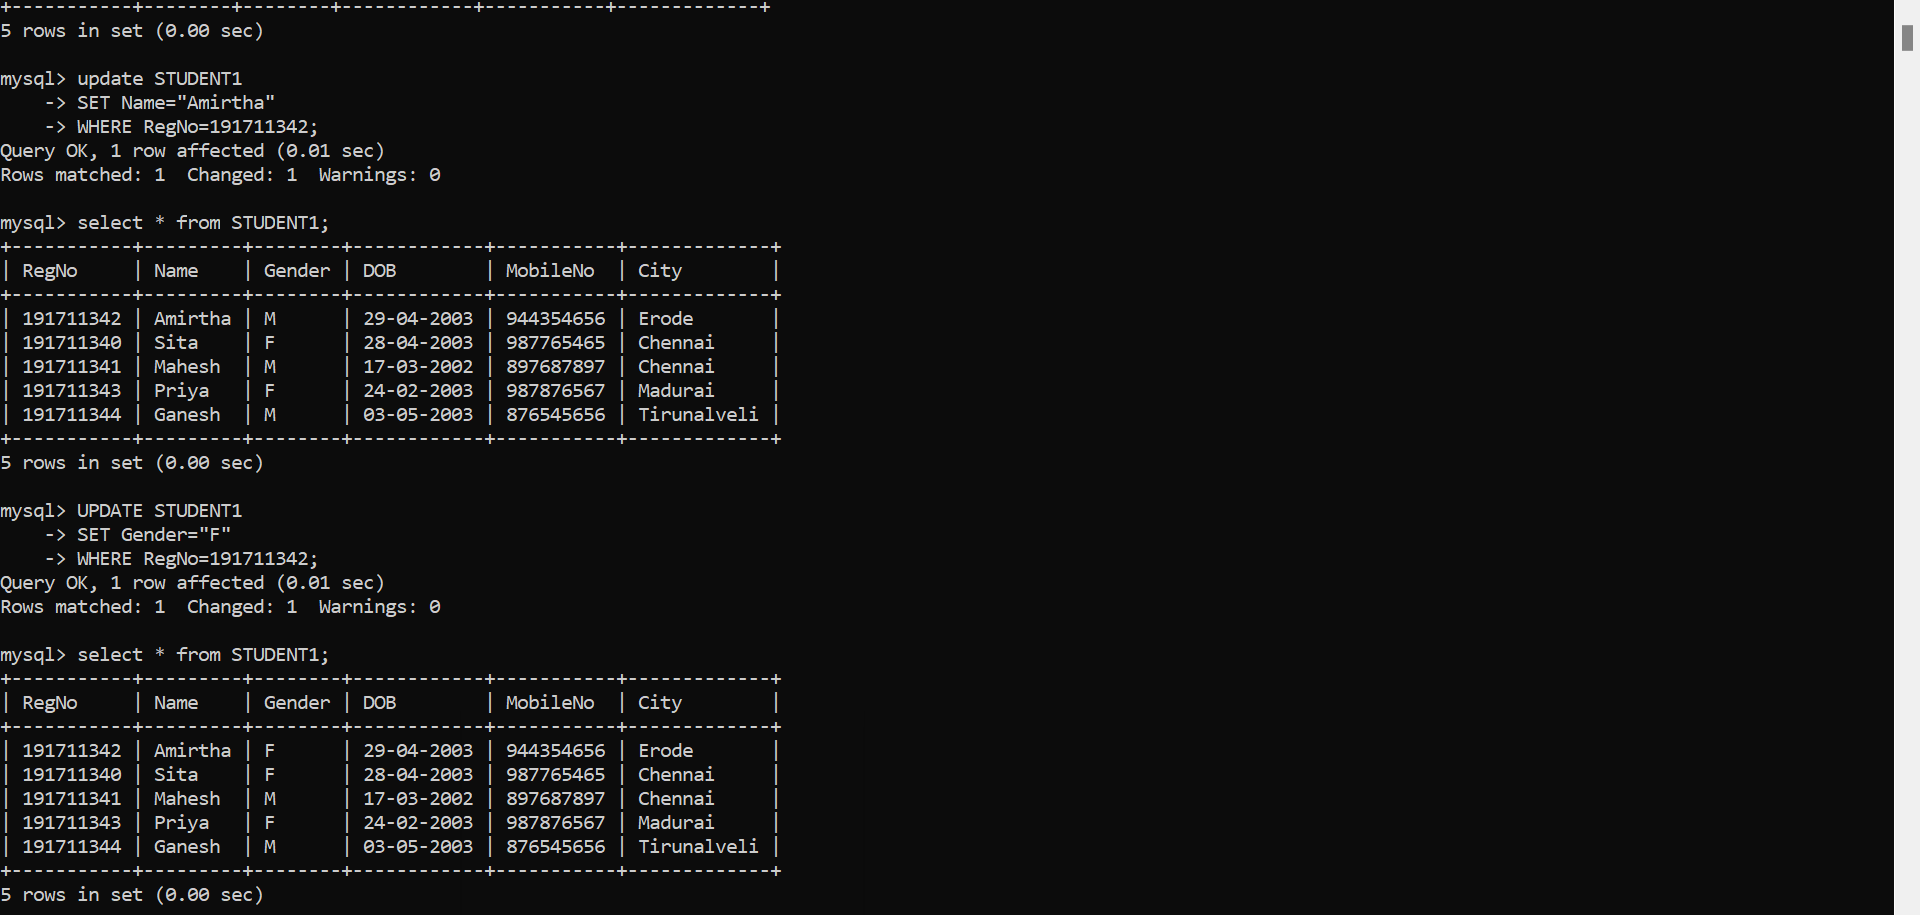 +-----------+--------+--------+------------+-----------+-------------+
5 rows in set (0.00 sec)
mysql> update STUDENT1
    -> SET Name="Amirtha"
    -> WHERE RegNo=191711342;
Query OK, 1 row affected (0.01 sec)
Rows matched: 1  Changed: 1  Warnings: 0
mysql> select * from STUDENT1;
+-----------+---------+--------+------------+-----------+-------------+
| RegNo     | Name    | Gender | DOB        | MobileNo  | City        |
+-----------+---------+--------+------------+-----------+-------------+
| 191711342 | Amirtha | M      | 29-04-2003 | 944354656 | Erode       |
| 191711340 | Sita    | F      | 28-04-2003 | 987765465 | Chennai     |
| 191711341 | Mahesh  | M      | 17-03-2002 | 897687897 | Chennai     |
| 191711343 | Priya   | F      | 24-02-2003 | 987876567 | Madurai     |
| 191711344 | Ganesh  | M      | 03-05-2003 | 876545656 | Tirunalveli |
+-----------+---------+--------+------------+-----------+-------------+
5 rows in set (0.00 sec)
mysql> UPDATE STUDENT1
    -> SET Gender="F"
    -> WHERE RegNo=191711342;
Query OK, 1 row affected (0.01 sec)
Rows matched: 1  Changed: 1  Warnings: 0
mysql> select * from STUDENT1;
+-----------+---------+--------+------------+-----------+-------------+
| RegNo     | Name    | Gender | DOB        | MobileNo  | City        |
+-----------+---------+--------+------------+-----------+-------------+
| 191711342 | Amirtha | F      | 29-04-2003 | 944354656 | Erode       |
| 191711340 | Sita    | F      | 28-04-2003 | 987765465 | Chennai     |
| 191711341 | Mahesh  | M      | 17-03-2002 | 897687897 | Chennai     |
| 191711343 | Priya   | F      | 24-02-2003 | 987876567 | Madurai     |
| 191711344 | Ganesh  | M      | 03-05-2003 | 876545656 | Tirunalveli |
+-----------+---------+--------+------------+-----------+-------------+
5 rows in set (0.00 sec)